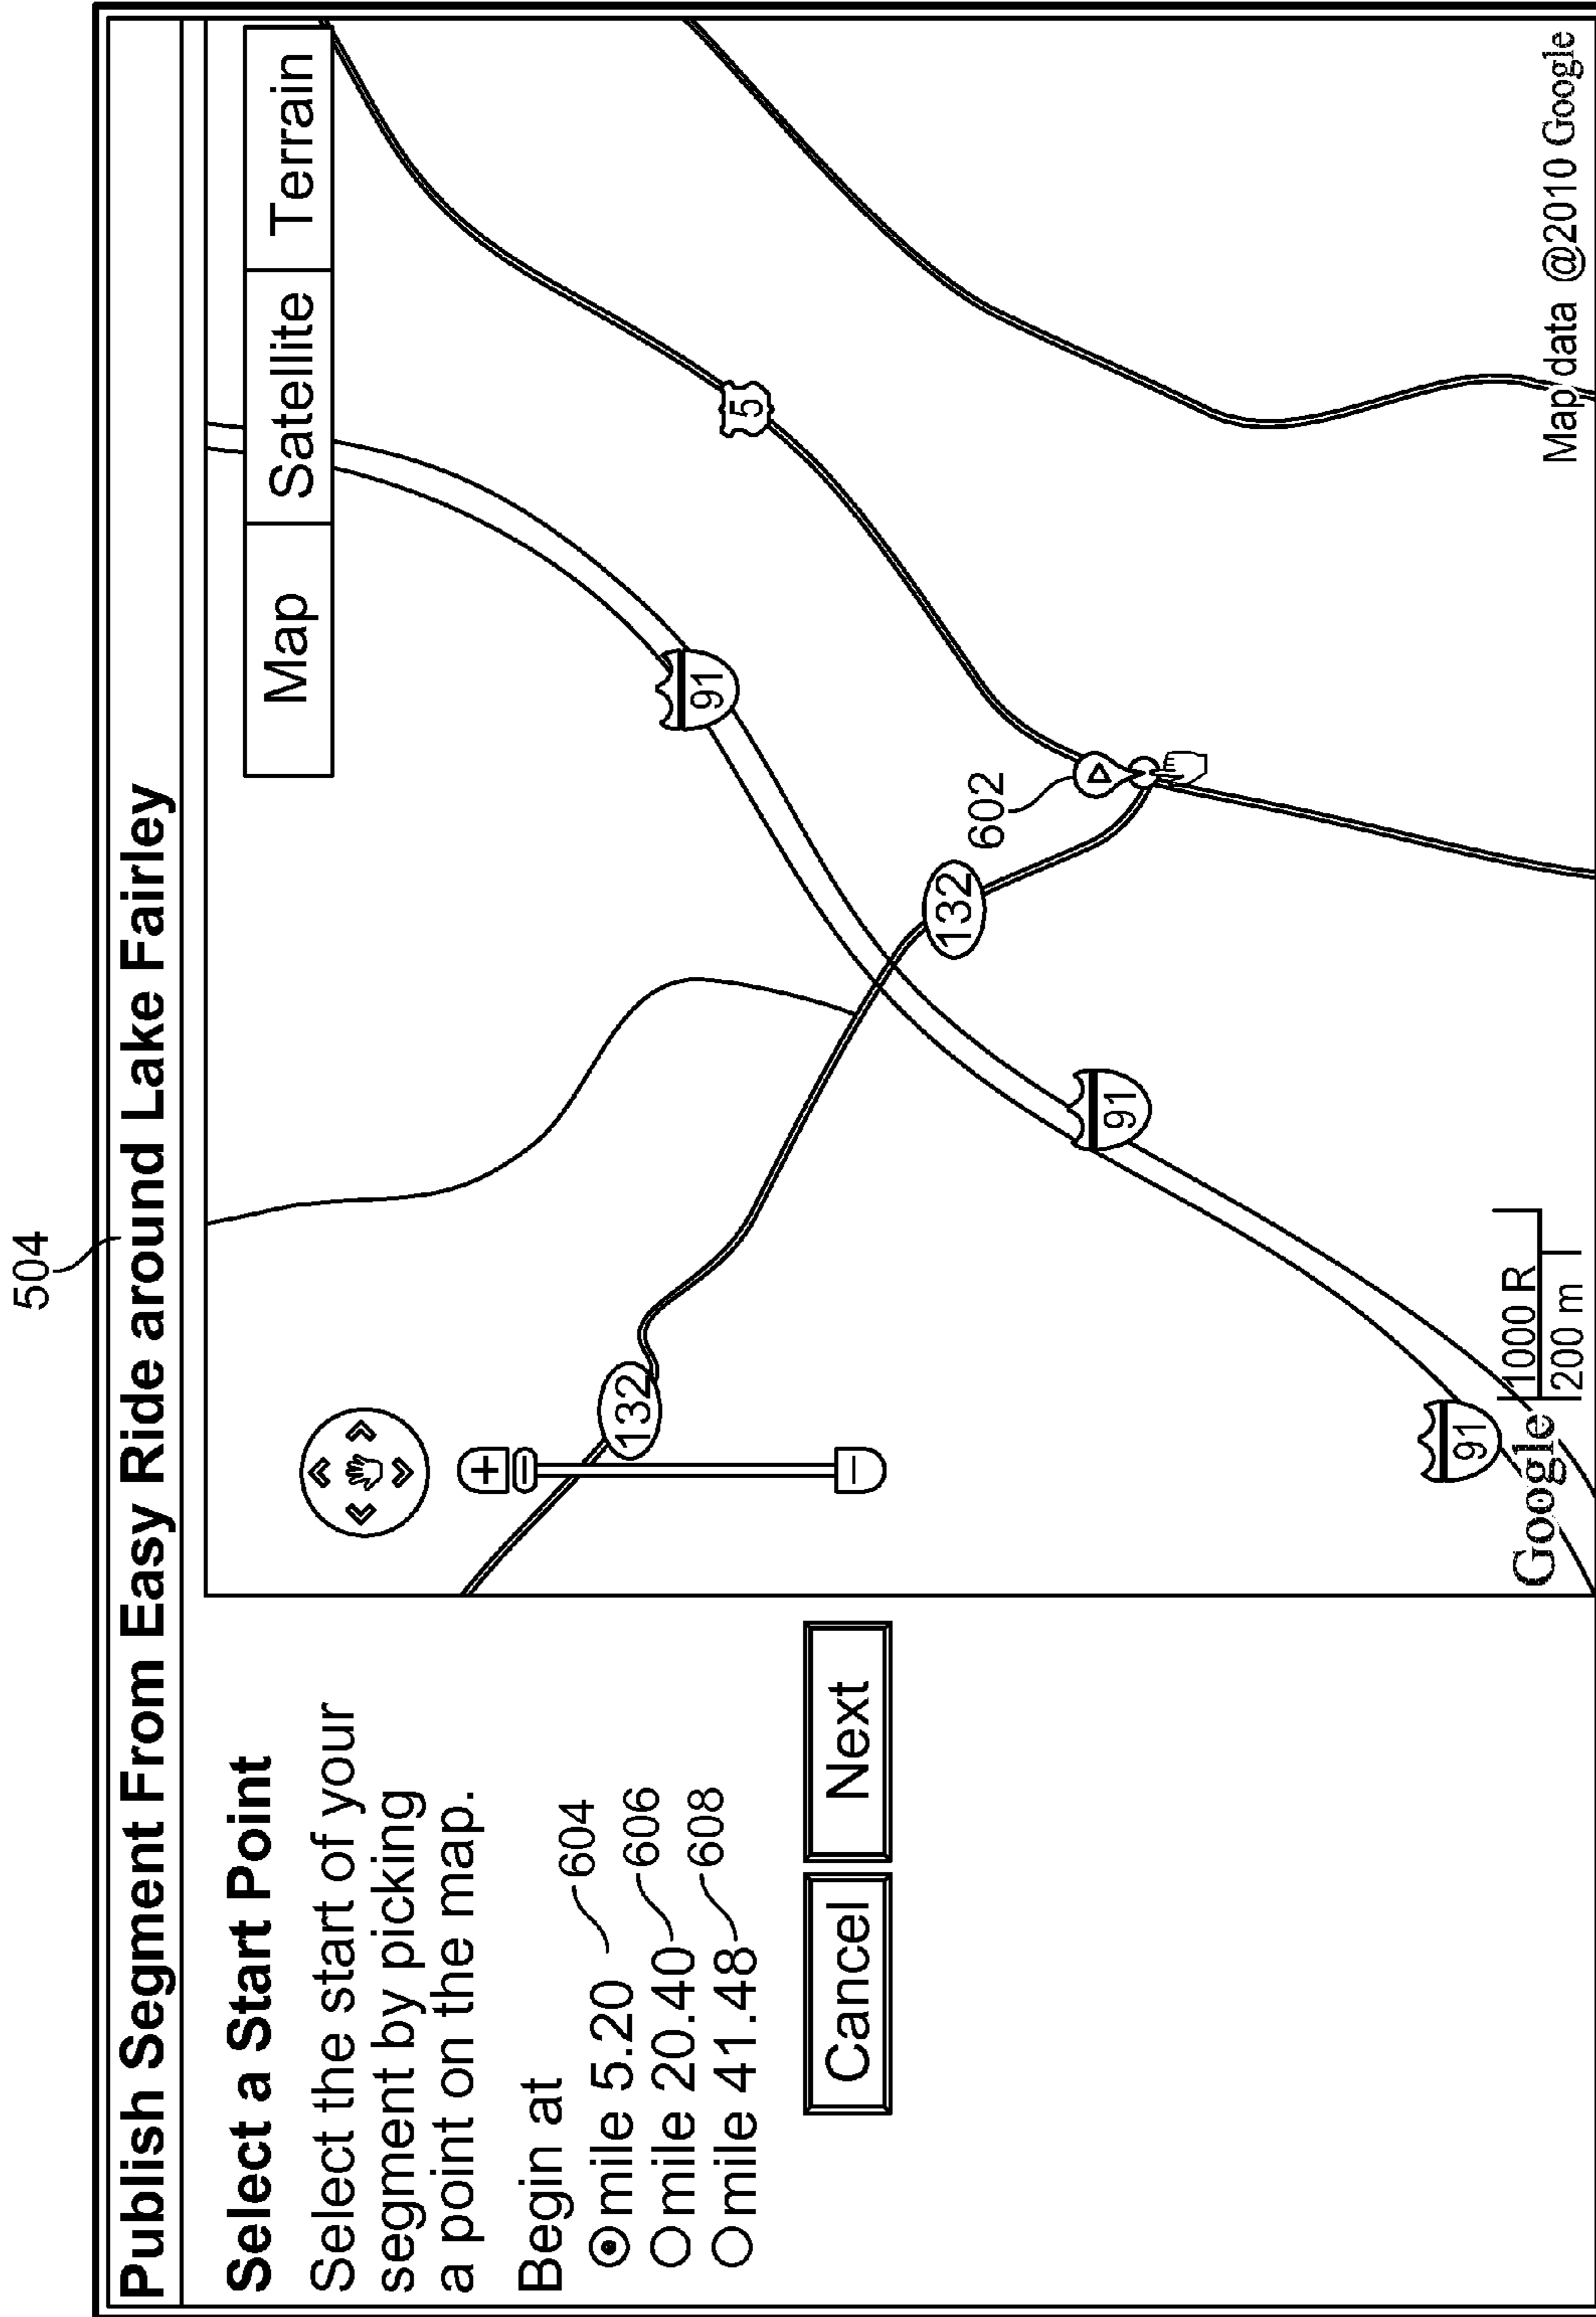 504
Publish Segment From Easy Ride around Lake Fairley
Select a Start Point
Select the start of your
segment by picking
a point on the map.
Begin at
mile 5.20 604
mile 20.40 606
mile 41.48 608
Cancel Next
Map Satellite Terrain
132
91
5
132
602
91
91
1000 R
200 m
Google
Map data @2010 Google